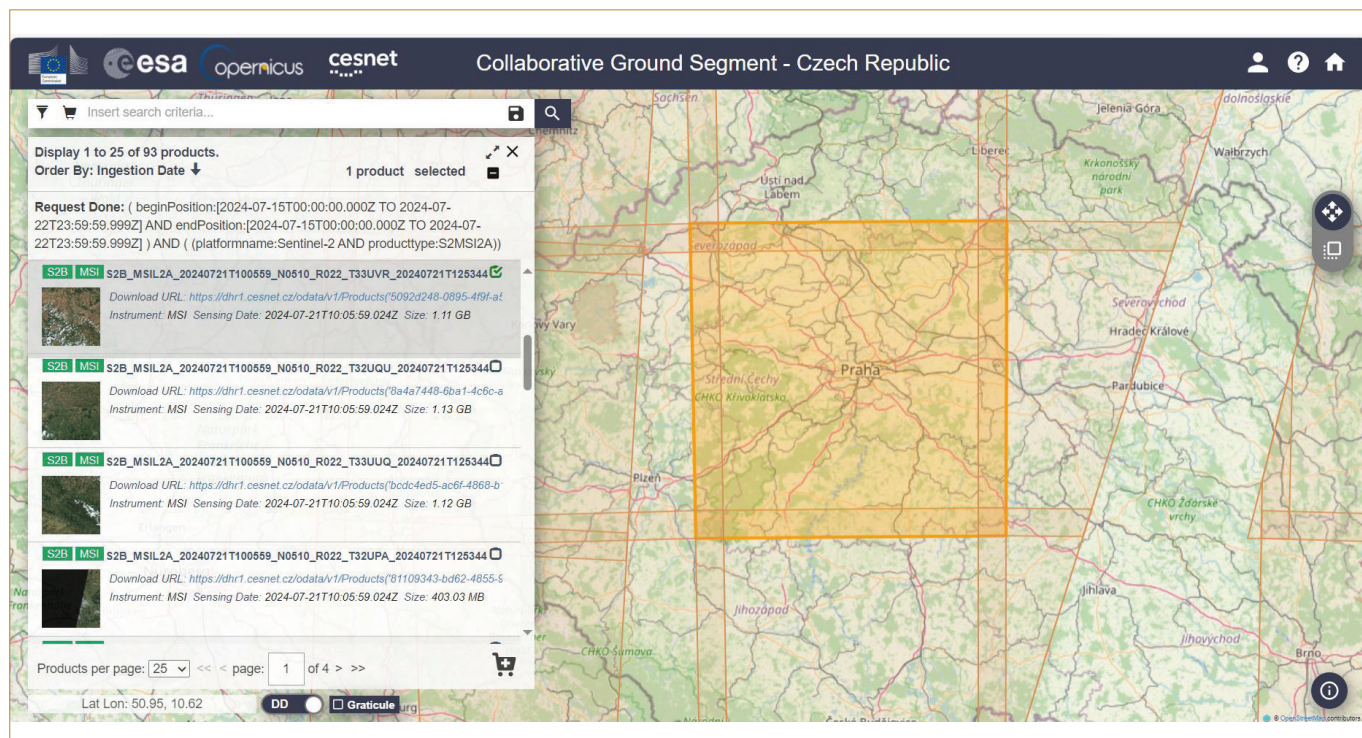 European
Commission
esa
opernicus
cesnet
Collaborative Ground Segment - Czech Republic
Insert search criteria...
Display 1 to 25 of 93 products.
Order By: Ingestion Date
1 product selected
Request Done: ( beginPosition:[2024-07-15T00:00:00.000Z TO 2024-07-
22T23:59:59.999Z] AND endPosition:[2024-07-15T00:00:00.000Z TO 2024-07-
22T23:59:59.999Z] ) AND ( (platformname:Sentinel-2 AND producttype:S2MSI2A))
S2B MSI S2B_MSIL2A_20240721T100559_N0510_R022_T33UVR_20240721T125344
Download URL: https://dhr1.cesnet.cz/odata/v1/Products('5092d248-0895-4f9f-a5
Instrument: MSI Sensing Date: 2024-07-21T10:05:59.024Z Size: 1.11 GB
S2B MSI S2B_MSIL2A_20240721T100559_N0510_R022_T32UQU_20240721T125344
Download URL: https://dhr1.cesnet.cz/odata/v1/Products('8a4a7448-6ba1-4c6c-a
Instrument: MSI Sensing Date: 2024-07-21T10:05:59.024Z Size: 1.13 GB
S2B MSI S2B_MSIL2A_20240721T100559_N0510_R022_T33UUQ_20240721T125344
Download URL: https://dhr1.cesnet.cz/odata/v1/Products('bcdc4ed5-ac6f-4868-b
Instrument: MSI Sensing Date: 2024-07-21T10:05:59.024Z Size: 1.12 GB
S2B MSI S2B_MSIL2A_20240721T100559_N0510_R022_T32UPA_20240721T125344
Download URL: https://dhr1.cesnet.cz/odata/v1/Products('81109343-bd62-4855-9
Instrument: MSI Sensing Date: 2024-07-21T10:05:59.024Z Size: 403.03 MB
Products per page: 25 << < page: 1 of 4 > >>
Lat Lon: 50.95, 10.62
DD
Graticule
Sachsen
Chemnitz
Jelenia Góra
dolnośląskie
Liberec
Wałbrzych
Krkonošský
národní
park
Ústí nad
Labem
Severozápad
Severovýchod
Karlovy Vary
Hradec Králové
Praha
Střední Čechy
CHKO Křivoklátsko
Pardubice
Plzeň
CHKO Žďárské
vrchy
Jihlava
Jihozápad
Jihovýchod
Brno
CHKO Šumava
České Budějovice
© OpenStreetMap contributors